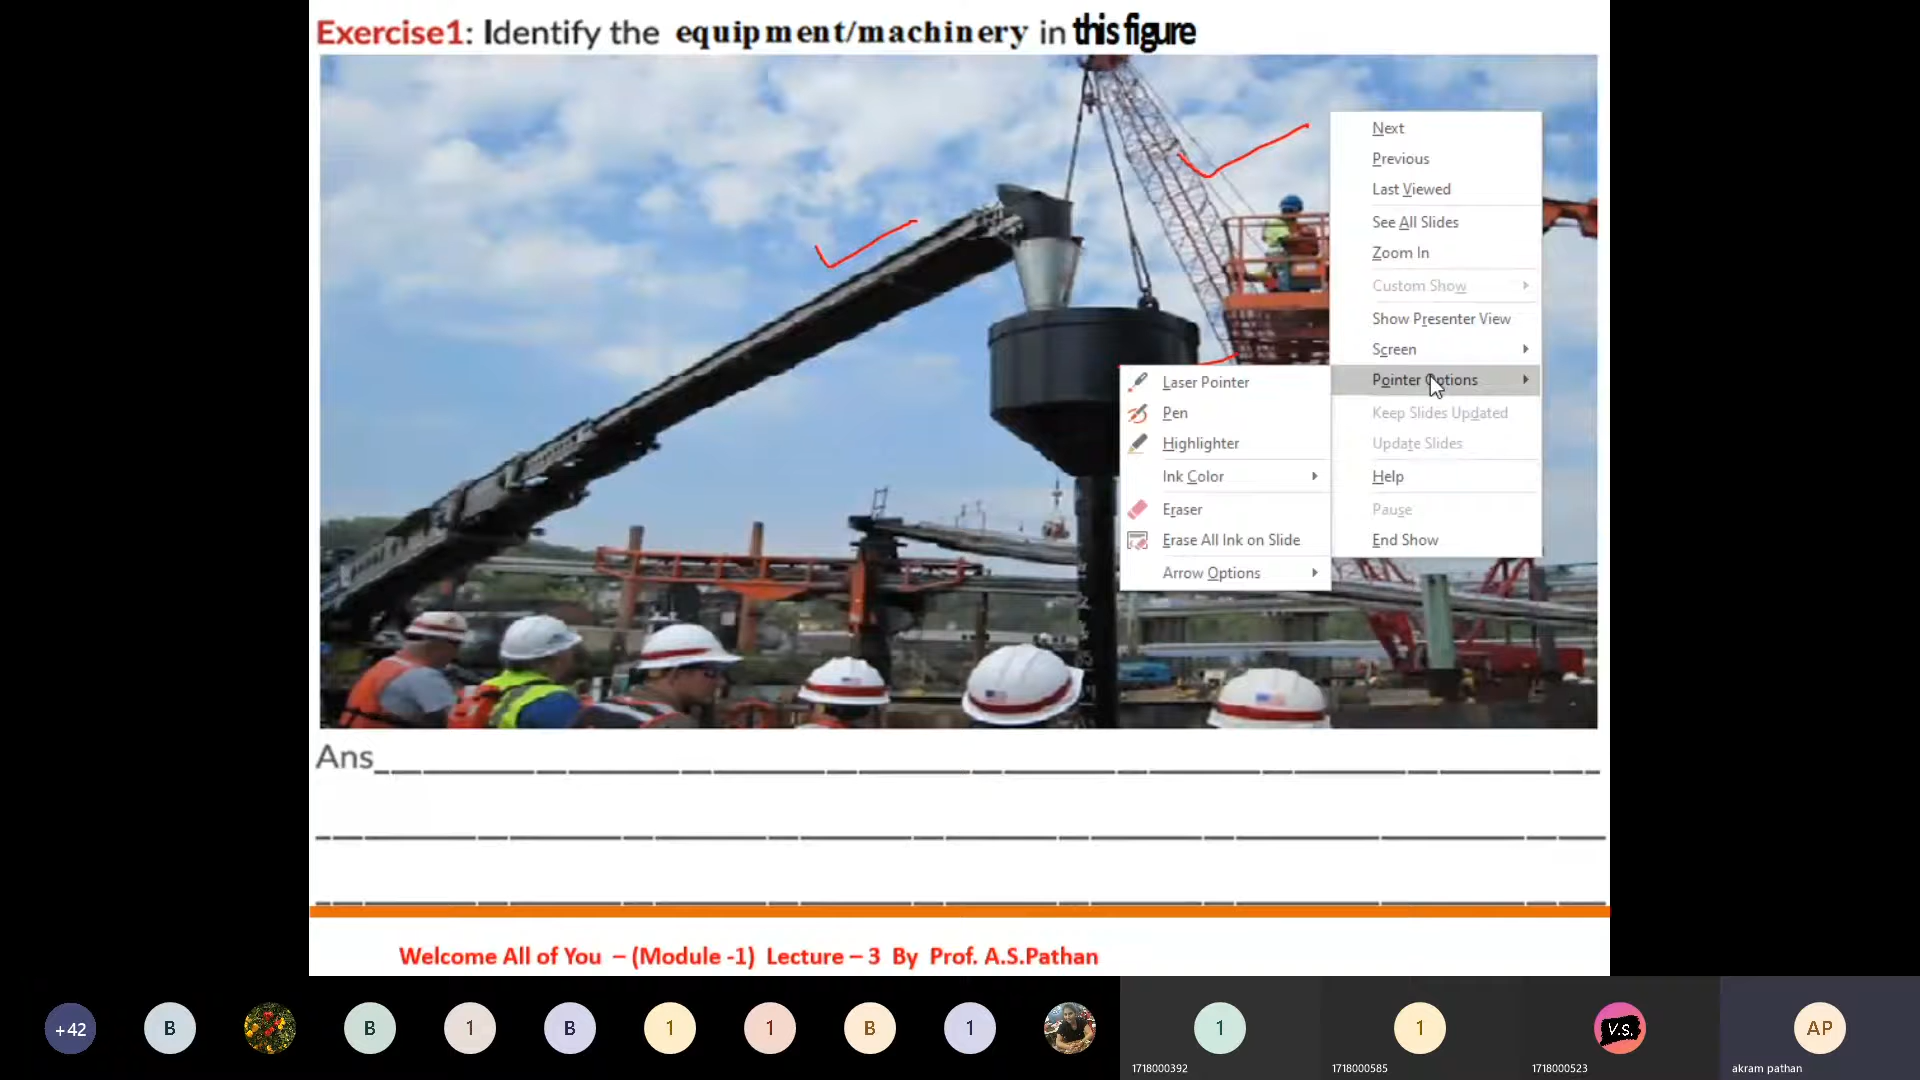 Exercise1: Identify the equipment/machinery in this figure
Next
Previous
Last Viewed
See All Slides
Zoom In
Custom Show
Show Presenter View
Screen
Pointer Options
Keep Slides Updated
Update Slides
Help
Pause
End Show
Laser Pointer
Pen
Highlighter
Ink Color
Eraser
Erase All Ink on Slide
Arrow Options
Ans
Welcome All of You – (Module -1) Lecture – 3 By Prof. A.S.Pathan
+42
B
B
1
B
1
1
B
1
1
1
V.s.
AP
1718000392
1718000585
1718000523
akram pathan